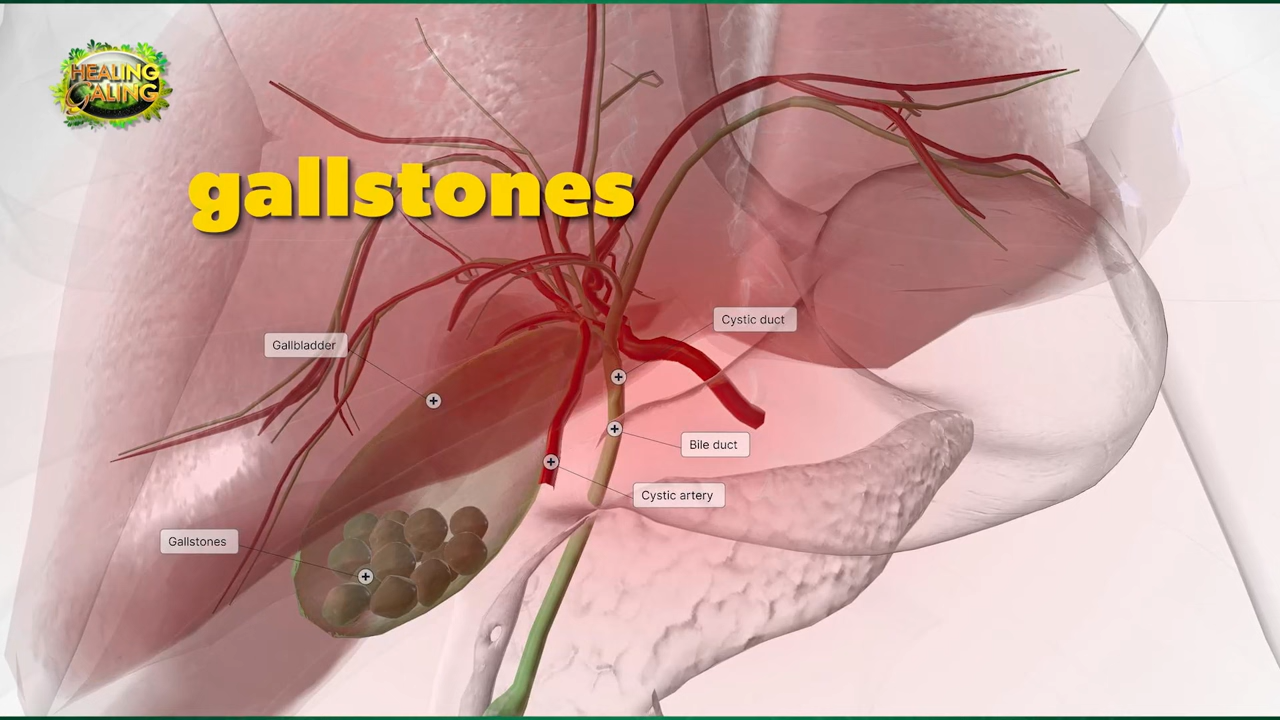 HEALING
GALING
gallstones
Cystic duct
Gallbladder
Bile duct
Cystic artery
Gallstones